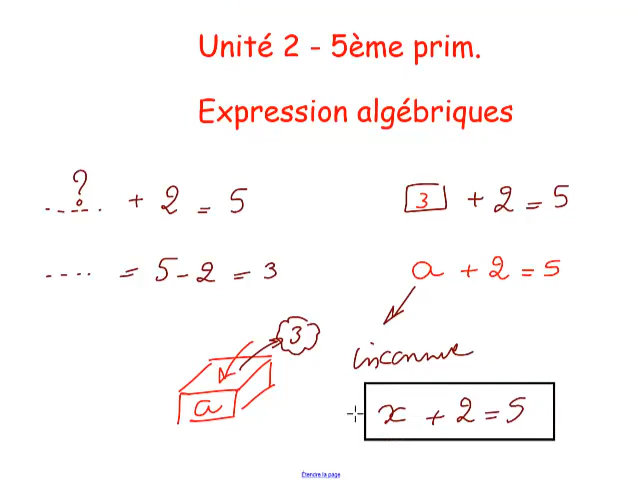 Unité 2 - 5ème prim.
Expression algébriques
? ..... + 2 = 5
3 + 2 = 5
.... = 5 - 2 = 3
a + 2 = 5
3
inconnue
a
x + 2 = 5
Étendre la page